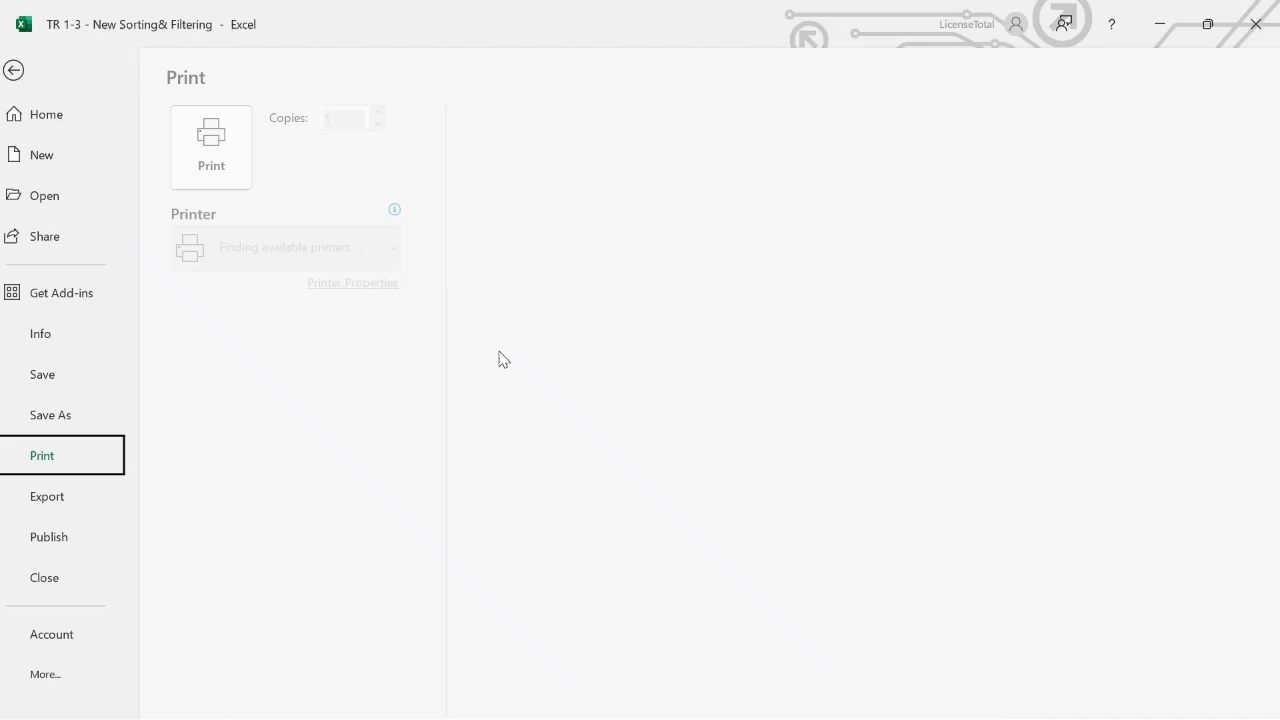 TR 1-3 - New Sorting& Filtering - Excel
LicenseTotal
?
Print
Home
New
Open
Share
Get Add-ins
Info
Save
Save As
Print
Export
Publish
Close
Account
More...
Copies: 1
Print
Printer
Finding available printers...
Printer Properties